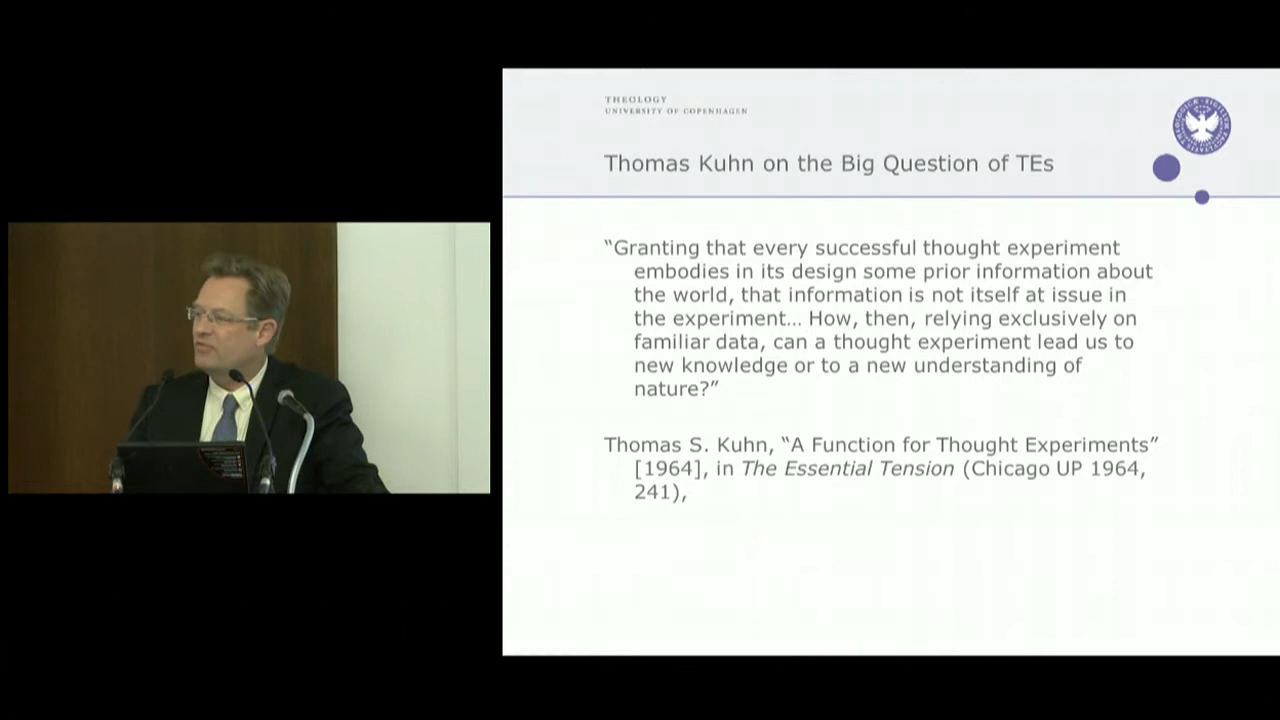 THEOLOGY
UNIVERSITY OF COPENHAGEN
Thomas Kuhn on the Big Question of TEs
“Granting that every successful thought experiment
embodies in its design some prior information about
the world, that information is not itself at issue in
the experiment… How, then, relying exclusively on
familiar data, can a thought experiment lead us to
new knowledge or to a new understanding of
nature?”
Thomas S. Kuhn, “A Function for Thought Experiments”
[1964], in The Essential Tension (Chicago UP 1964,
241),